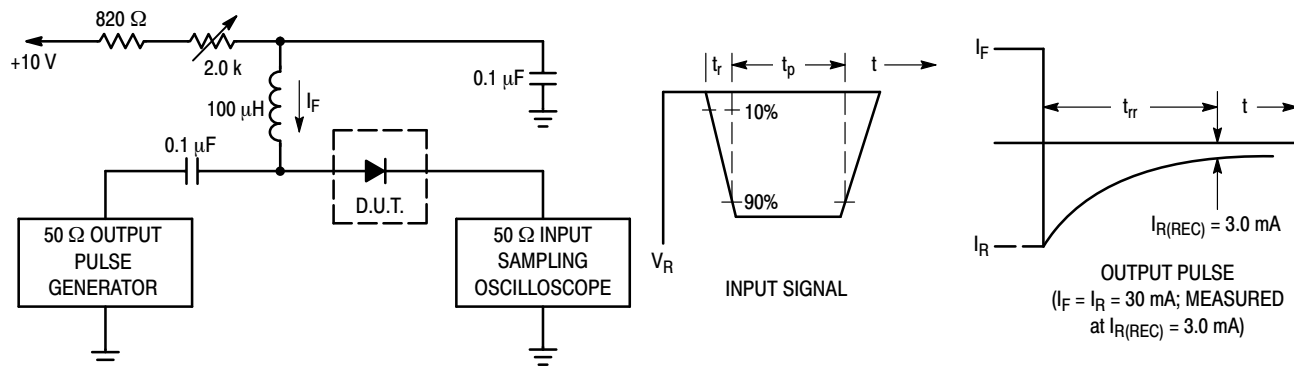 820 Ω
+10 V
2.0 k
100 μH
I_F
0.1 μF
0.1 μF
D.U.T.
50 Ω OUTPUT
PULSE
GENERATOR
50 Ω INPUT
SAMPLING
OSCILLOSCOPE
t_r
t_p
t
10%
90%
V_R
INPUT SIGNAL
I_F
t_rr
t
I_R
I_R(REC) = 3.0 mA
OUTPUT PULSE
(I_F = I_R = 30 mA; MEASURED
at I_R(REC) = 3.0 mA)